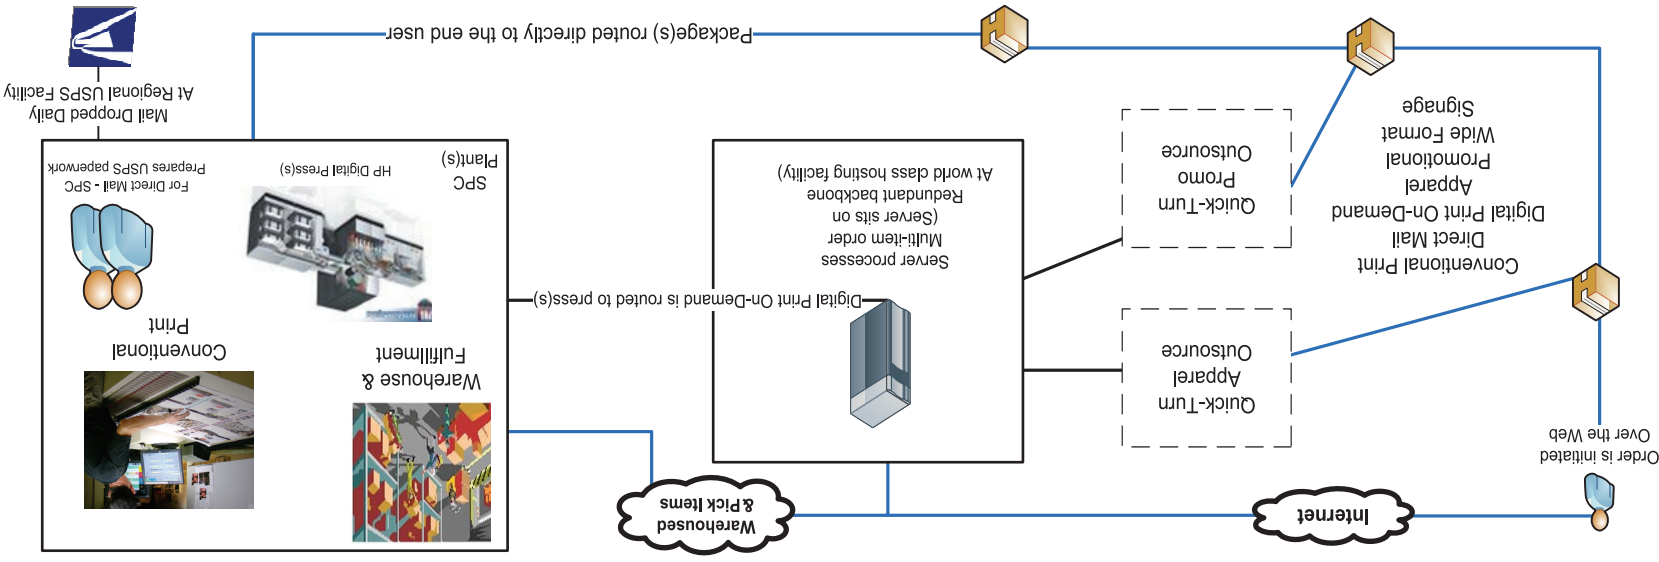 Internet
Warehoused
& Pick Items
Order is initiated
Over the Web
Quick-Turn
Apparel
Outsource
Conventional Print
Direct Mail
Digital Print On-Demand
Apparel
Promotional
Wide Format
Signage
Quick-Turn
Promo
Outsource
Server processes
Multi-item order
(Server sits on
Redundant backbone
At world class hosting facility)
Digital Print On-Demand is routed to press(s)
Warehouse &
Fulfillment
Conventional
Print
HP Digital Press(s)
For Direct Mail - SPC
Prepares USPS paperwork
SPC
Plant(s)
Mail Dropped Daily
At Regional USPS Facility
Package(s) routed directly to the end user